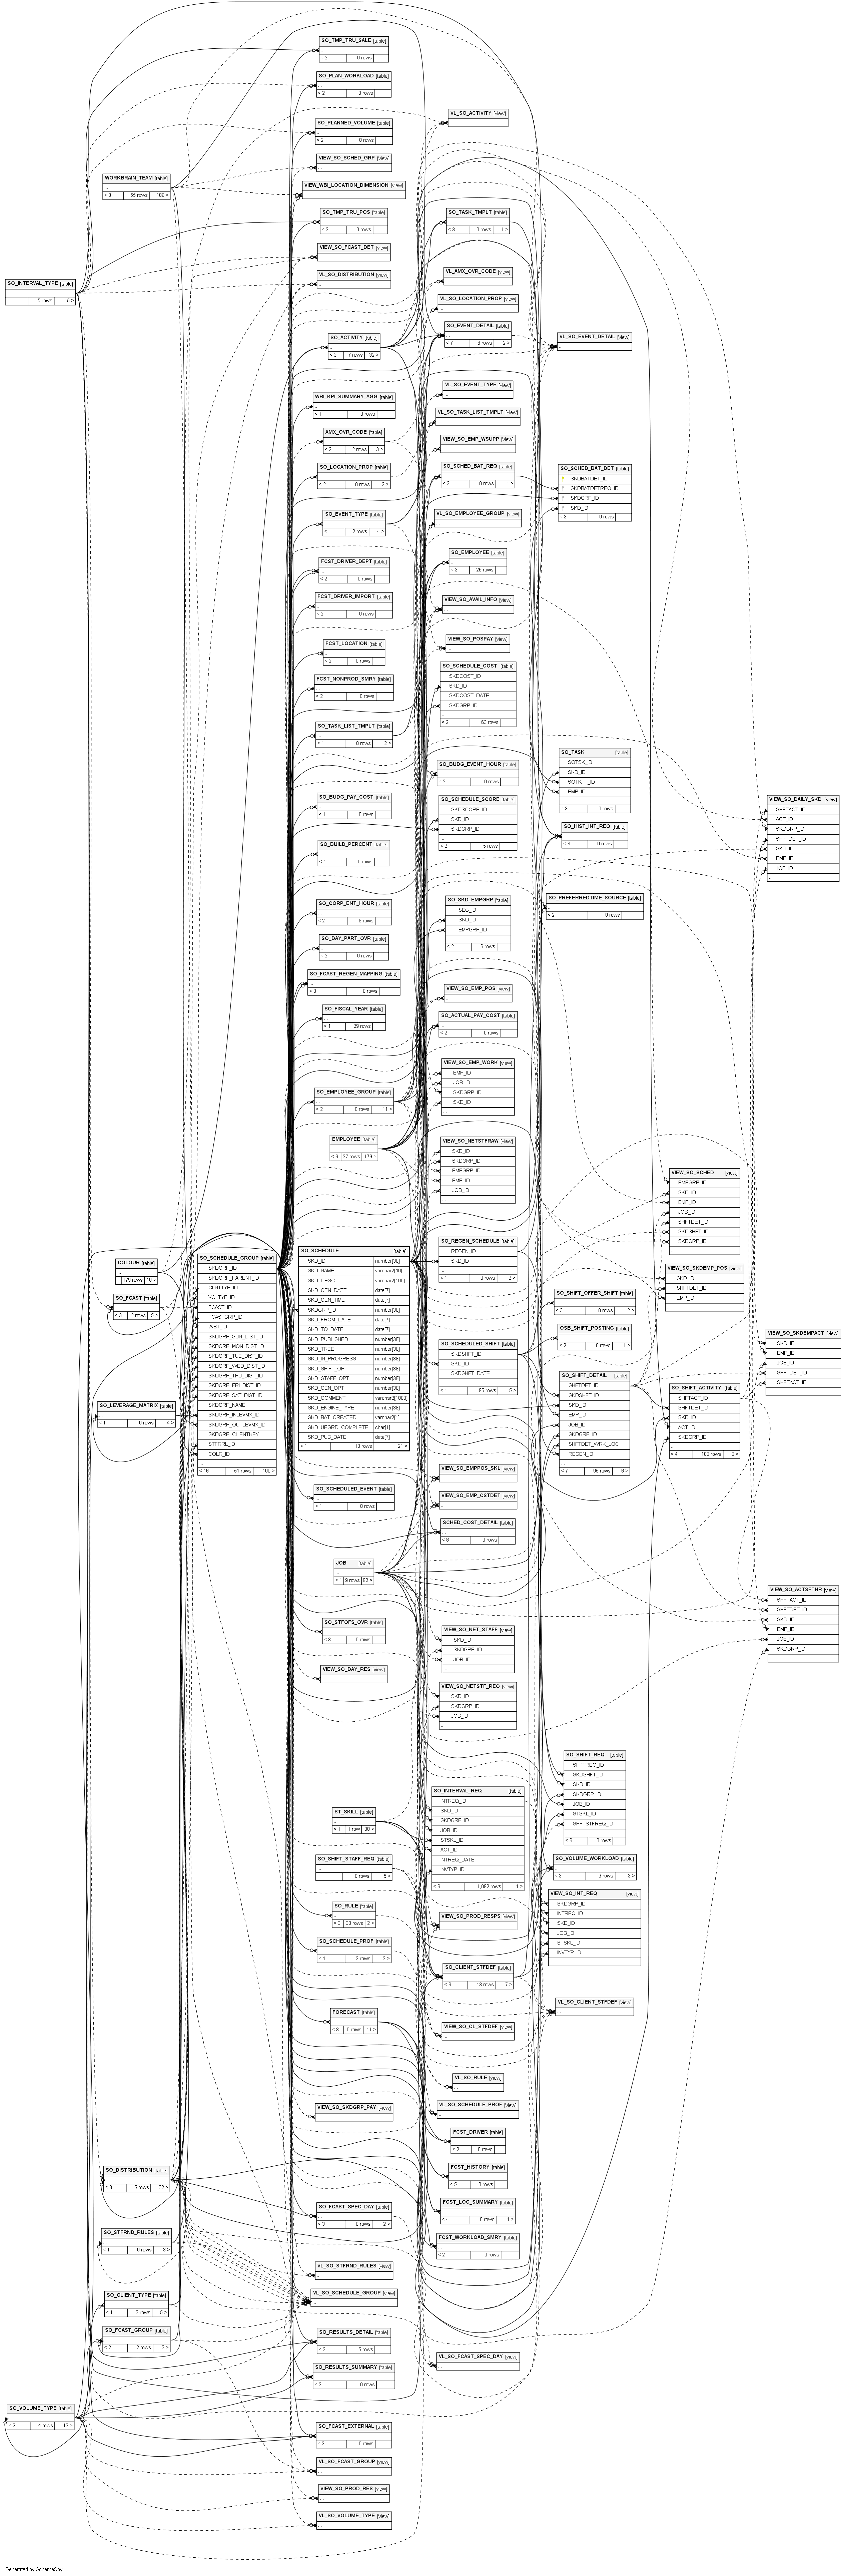 SO_TMP_TRU_SALE [table]
< 2 0 rows
SO_PLAN_WORKLOAD [table]
< 2 0 rows
SO_PLANNED_VOLUME [table]
< 2 0 rows
VIEW_SO_SCHED_GRP [view]
WORKBRAIN_TEAM [table]
< 3 55 rows 109 >
VIEW_WBI_LOCATION_DIMENSION [view]
SO_TMP_TRU_POS [table]
< 2 0 rows
VIEW_SO_FCAST_DET [view]
VL_SO_DISTRIBUTION [view]
SO_INTERVAL_TYPE [table]
5 rows 15 >
SO_ACTIVITY [table]
< 3 7 rows 32 >
WBI_KPI_SUMMARY_AGG [table]
< 1 0 rows
AMX_OVR_CODE [table]
< 2 2 rows 3 >
SO_LOCATION_PROP [table]
< 2 0 rows 2 >
SO_EVENT_TYPE [table]
< 1 2 rows 4 >
FCST_DRIVER_DEPT [table]
< 2 0 rows
FCST_DRIVER_IMPORT [table]
< 2 0 rows
FCST_LOCATION [table]
< 2 0 rows
FCST_NONPROD_SMRY [table]
< 2 0 rows
SO_TASK_LIST_TMPLT [table]
< 1 0 rows 2 >
SO_BUDG_PAY_COST [table]
< 1 0 rows
SO_BUILD_PERCENT [table]
< 1 0 rows
SO_CORP_ENT_HOUR [table]
< 2 9 rows
SO_DAY_PART_OVR [table]
< 2 0 rows
SO_FCAST_REGEN_MAPPING [table]
< 3 0 rows
SO_FISCAL_YEAR [table]
< 1 29 rows
SO_EMPLOYEE_GROUP [table]
< 2 8 rows 11 >
EMPLOYEE [table]
< 6 27 rows 179 >
VL_SO_ACTIVITY [view]
SO_TASK_TMPLT [table]
< 3 0 rows 1 >
VL_AMX_OVR_CODE [view]
VL_SO_LOCATION_PROP [view]
SO_EVENT_DETAIL [table]
< 7 6 rows 2 >
VL_SO_EVENT_DETAIL [view]
VL_SO_EVENT_TYPE [view]
VL_SO_TASK_LIST_TMPLT [view]
VIEW_SO_EMP_WSUPP [view]
SO_SCHED_BAT_REQ [table]
< 2 0 rows 1 >
SO_SCHED_BAT_DET [table]
SKDBATDET_ID
SKDBATDETREQ_ID
SKDGRP_ID
SKD_ID
< 3 0 rows
VL_SO_EMPLOYEE_GROUP [view]
SO_EMPLOYEE [table]
< 3 26 rows
VIEW_SO_AVAIL_INFO [view]
VIEW_SO_POSPAY [view]
SO_SCHEDULE_COST [table]
SKDCOST_ID
SKD_ID
SKDCOST_DATE
SKDGRP_ID
< 2 63 rows
SO_BUDG_EVENT_HOUR [table]
< 2 0 rows
SO_TASK [table]
SOTSK_ID
SKD_ID
SOTKTT_ID
EMP_ID
< 3 0 rows
SO_SCHEDULE_SCORE [table]
SKDSCORE_ID
SKD_ID
SKDGRP_ID
< 2 5 rows
SO_HIST_INT_REQ [table]
< 6 0 rows
VIEW_SO_DAILY_SKD [view]
SHFTACT_ID
ACT_ID
SKDGRP_ID
SHFTDET_ID
SKD_ID
EMP_ID
JOB_ID
SO_SKD_EMPGRP [table]
SEG_ID
SKD_ID
EMPGRP_ID
< 2 6 rows
SO_PREFERREDTIME_SOURCE [table]
< 2 0 rows
VIEW_SO_EMP_POS [view]
SO_ACTUAL_PAY_COST [table]
< 2 0 rows
VIEW_SO_EMP_WORK [view]
EMP_ID
JOB_ID
SKDGRP_ID
SKD_ID
VIEW_SO_NETSTFRAW [view]
SKD_ID
SKDGRP_ID
EMPGRP_ID
EMP_ID
JOB_ID
VIEW_SO_SCHED [view]
EMPGRP_ID
SKD_ID
EMP_ID
JOB_ID
SHFTDET_ID
SKDSHFT_ID
SKDGRP_ID
COLOUR [table]
179 rows 18 >
SO_FCAST [table]
< 3 2 rows 5 >
SO_LEVERAGE_MATRIX [table]
< 1 0 rows 4 >
SO_SCHEDULE_GROUP [table]
SKDGRP_ID
SKDGRP_PARENT_ID
CLNTTYP_ID
VOLTYP_ID
FCAST_ID
FCASTGRP_ID
WBT_ID
SKDGRP_SUN_DIST_ID
SKDGRP_MON_DIST_ID
SKDGRP_TUE_DIST_ID
SKDGRP_WED_DIST_ID
SKDGRP_THU_DIST_ID
SKDGRP_FRI_DIST_ID
SKDGRP_SAT_DIST_ID
SKDGRP_NAME
SKDGRP_INLEVMX_ID
SKDGRP_OUTLEVMX_ID
SKDGRP_CLIENTKEY
STFRRL_ID
COLR_ID
< 16 51 rows 100 >
SO_SCHEDULE [table]
SKD_ID number[38]
SKD_NAME varchar2[40]
SKD_DESC varchar2[100]
SKD_GEN_DATE date[7]
SKD_GEN_TIME date[7]
SKDGRP_ID number[38]
SKD_FROM_DATE date[7]
SKD_TO_DATE date[7]
SKD_PUBLISHED number[38]
SKD_TREE number[38]
SKD_IN_PROGRESS number[38]
SKD_SHIFT_OPT number[38]
SKD_STAFF_OPT number[38]
SKD_GEN_OPT number[38]
SKD_COMMENT varchar2[1000]
SKD_ENGINE_TYPE number[38]
SKD_BAT_CREATED varchar2[1]
SKD_UPGRD_COMPLETE char[1]
SKD_PUB_DATE date[7]
< 1 10 rows 21 >
SO_REGEN_SCHEDULE [table]
REGEN_ID
SKD_ID
< 1 0 rows 2 >
VIEW_SO_SKDEMP_POS [view]
SKD_ID
SHFTDET_ID
EMP_ID
SO_SHIFT_OFFER_SHIFT [table]
< 3 0 rows 2 >
OSB_SHIFT_POSTING [table]
< 2 0 rows 1 >
SO_SCHEDULED_SHIFT [table]
SKDSHFT_ID
SKD_ID
SKDSHFT_DATE
< 1 95 rows 5 >
VIEW_SO_SKDEMPACT [view]
SKD_ID
EMP_ID
JOB_ID
SHFTDET_ID
SHFTACT_ID
SO_SHIFT_DETAIL [table]
SHFTDET_ID
SKDSHFT_ID
SKD_ID
EMP_ID
JOB_ID
SKDGRP_ID
SHFTDET_WRK_LOC
REGEN_ID
< 7 95 rows 6 >
SO_SHIFT_ACTIVITY [table]
SHFTACT_ID
SHFTDET_ID
SKD_ID
ACT_ID
SKDGRP_ID
< 4 100 rows 3 >
VIEW_SO_EMPPOS_SKL [view]
VIEW_SO_EMP_CSTDET [view]
SO_SCHEDULED_EVENT [table]
< 1 0 rows
SCHED_COST_DETAIL [table]
< 8 0 rows
JOB [table]
< 1 9 rows 82 >
VIEW_SO_ACTSFTHR [view]
SHFTACT_ID
SHFTDET_ID
SKD_ID
EMP_ID
JOB_ID
SKDGRP_ID
SO_STFOFS_OVR [table]
< 3 0 rows
VIEW_SO_NET_STAFF [view]
SKD_ID
SKDGRP_ID
JOB_ID
VIEW_SO_DAY_RES [view]
VIEW_SO_NETSTF_REQ [view]
SKD_ID
SKDGRP_ID
JOB_ID
SO_SHIFT_REQ [table]
SHFTREQ_ID
SKDSHFT_ID
SKD_ID
SKDGRP_ID
JOB_ID
STSKL_ID
SHFTSTFREQ_ID
< 6 0 rows
SO_INTERVAL_REQ [table]
INTREQ_ID
SKD_ID
SKDGRP_ID
JOB_ID
STSKL_ID
ACT_ID
INTREQ_DATE
INVTYP_ID
< 6 1,092 rows 1 >
ST_SKILL [table]
< 1 1 row 30 >
SO_SHIFT_STAFF_REQ [table]
0 rows 5 >
SO_VOLUME_WORKLOAD [table]
< 3 9 rows 3 >
VIEW_SO_INT_REQ [view]
SKDGRP_ID
INTREQ_ID
SKD_ID
JOB_ID
STSKL_ID
INVTYP_ID
SO_RULE [table]
< 3 33 rows 2 >
VIEW_SO_PROD_RESPS [view]
SO_SCHEDULE_PROF [table]
< 1 3 rows 2 >
SO_CLIENT_STFDEF [table]
< 6 13 rows 7 >
VL_SO_CLIENT_STFDEF [view]
FORECAST [table]
< 8 0 rows 11 >
VIEW_SO_CL_STFDEF [view]
VL_SO_RULE [view]
VIEW_SO_SKDGRP_PAY [view]
VL_SO_SCHEDULE_PROF [view]
FCST_DRIVER [table]
< 2 0 rows
SO_DISTRIBUTION [table]
< 3 5 rows 32 >
FCST_HISTORY [table]
< 5 0 rows
SO_FCAST_SPEC_DAY [table]
< 3 0 rows 2 >
FCST_LOC_SUMMARY [table]
< 4 0 rows 1 >
SO_STFRND_RULES [table]
< 1 0 rows 3 >
FCST_WORKLOAD_SMRY [table]
< 2 0 rows
VL_SO_STFRND_RULES [view]
SO_CLIENT_TYPE [table]
< 1 3 rows 5 >
VL_SO_SCHEDULE_GROUP [view]
SO_FCAST_GROUP [table]
< 2 2 rows 3 >
SO_RESULTS_DETAIL [table]
< 3 5 rows
VL_SO_FCAST_SPEC_DAY [view]
SO_RESULTS_SUMMARY [table]
< 2 0 rows
SO_VOLUME_TYPE [table]
< 2 4 rows 13 >
SO_FCAST_EXTERNAL [table]
< 3 0 rows
VL_SO_FCAST_GROUP [view]
VIEW_SO_PROD_RES [view]
VL_SO_VOLUME_TYPE [view]
Generated by SchemaSpy